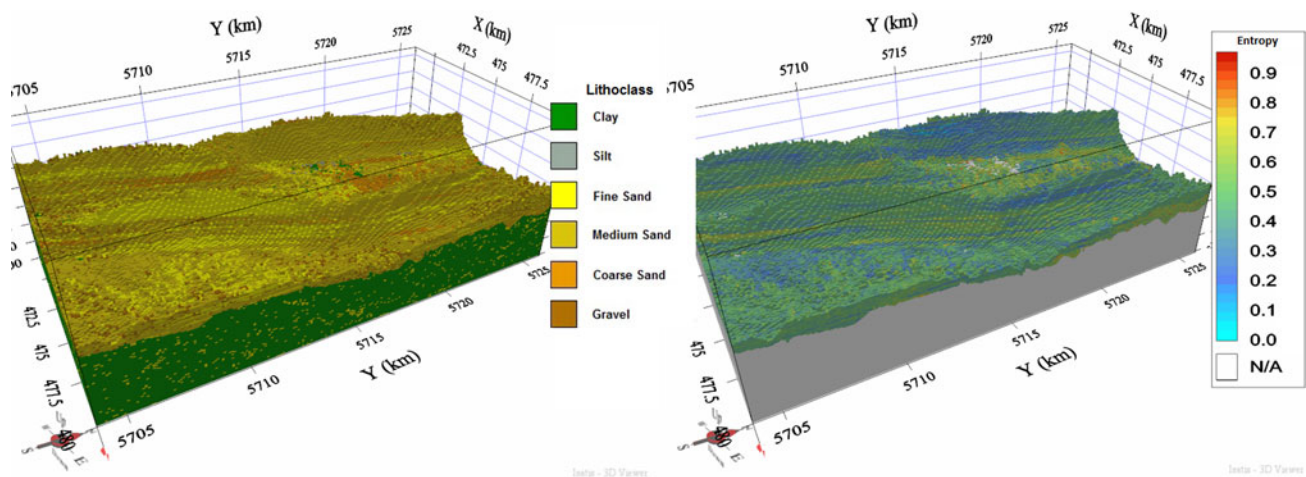 Y (km)
X (km)
5705
5710
5715
5720
5725
472.5
475
477.5
Lithoclass
Clay
Silt
Fine Sand
Medium Sand
Coarse Sand
Gravel
472.5
475
477.5
480
5705
5710
5715
5720
5725
Y (km)
S
E
Isatis - 3D Viewer
Y (km)
X (km)
5705
5710
5715
5720
5725
472.5
475
477.5
Entropy
0.9
0.8
0.7
0.6
0.5
0.4
0.3
0.2
0.1
0.0
N/A
475
477.5
480
5705
5710
5715
5720
5725
Y (km)
S
E
Isatis - 3D Viewer